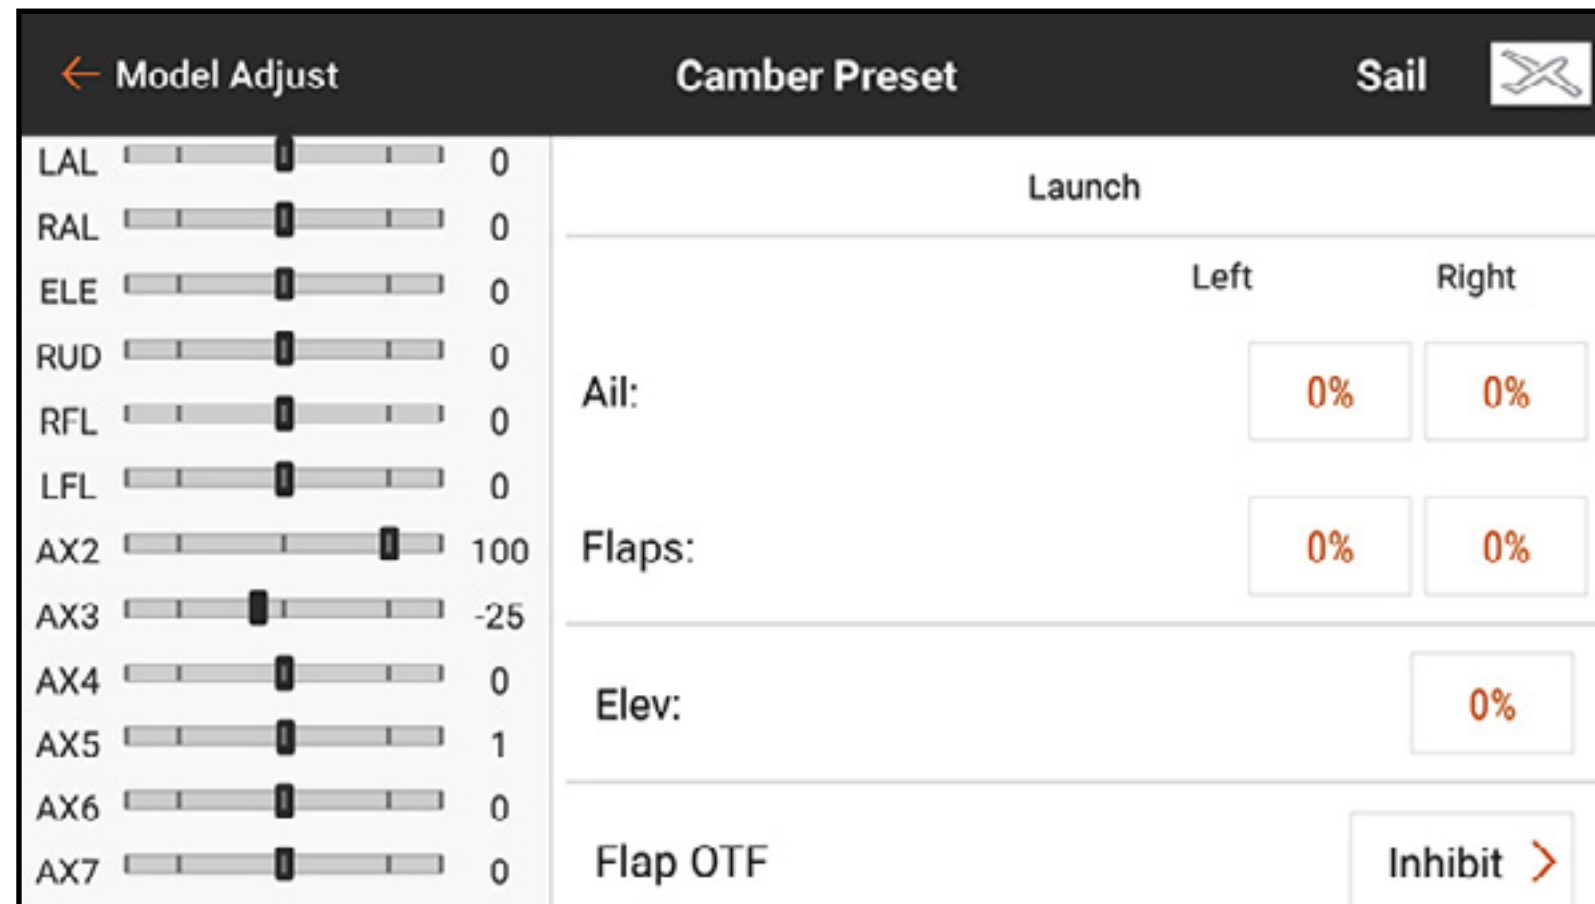 Model Adjust Camber Preset Sail
LAL 0
RAL 0
ELE 0
RUD 0
RFL 0
LFL 0
AX2 100
AX3 -25
AX4 0
AX5 1
AX6 0
AX7 0
Launch
Left Right
Ail: 0% 0%
Flaps: 0% 0%
Elev: 0%
Flap OTF Inhibit